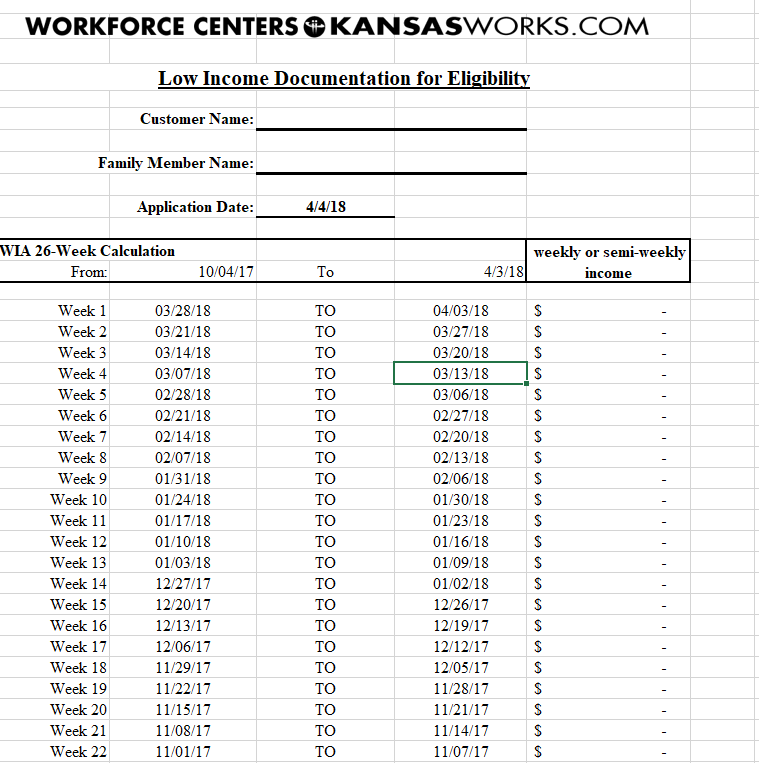 WORKFORCE CENTERS KANSASWORKS.COM
Low Income Documentation for Eligibility
Customer Name:
Family Member Name:
Application Date: 4/4/18
WIA 26-Week Calculation weekly or semi-weekly
From: 10/04/17 To 4/3/18 income
Week 1 03/28/18 TO 04/03/18 $ -
Week 2 03/21/18 TO 03/27/18 $ -
Week 3 03/14/18 TO 03/20/18 $ -
Week 4 03/07/18 TO 03/13/18 $ -
Week 5 02/28/18 TO 03/06/18 $ -
Week 6 02/21/18 TO 02/27/18 $ -
Week 7 02/14/18 TO 02/20/18 $ -
Week 8 02/07/18 TO 02/13/18 $ -
Week 9 01/31/18 TO 02/06/18 $ -
Week 10 01/24/18 TO 01/30/18 $ -
Week 11 01/17/18 TO 01/23/18 $ -
Week 12 01/10/18 TO 01/16/18 $ -
Week 13 01/03/18 TO 01/09/18 $ -
Week 14 12/27/17 TO 01/02/18 $ -
Week 15 12/20/17 TO 12/26/17 $ -
Week 16 12/13/17 TO 12/19/17 $ -
Week 17 12/06/17 TO 12/12/17 $ -
Week 18 11/29/17 TO 12/05/17 $ -
Week 19 11/22/17 TO 11/28/17 $ -
Week 20 11/15/17 TO 11/21/17 $ -
Week 21 11/08/17 TO 11/14/17 $ -
Week 22 11/01/17 TO 11/07/17 $ -